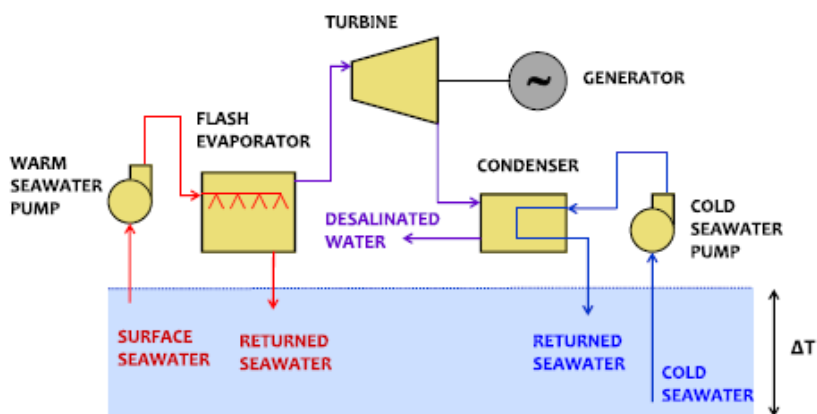 TURBINE
GENERATOR
FLASH
EVAPORATOR
WARM
SEAWATER
PUMP
CONDENSER
COLD
SEAWATER
PUMP
DESALINATED
WATER
SURFACE
SEAWATER
RETURNED
SEAWATER
RETURNED
SEAWATER
COLD
SEAWATER
ΔT
~